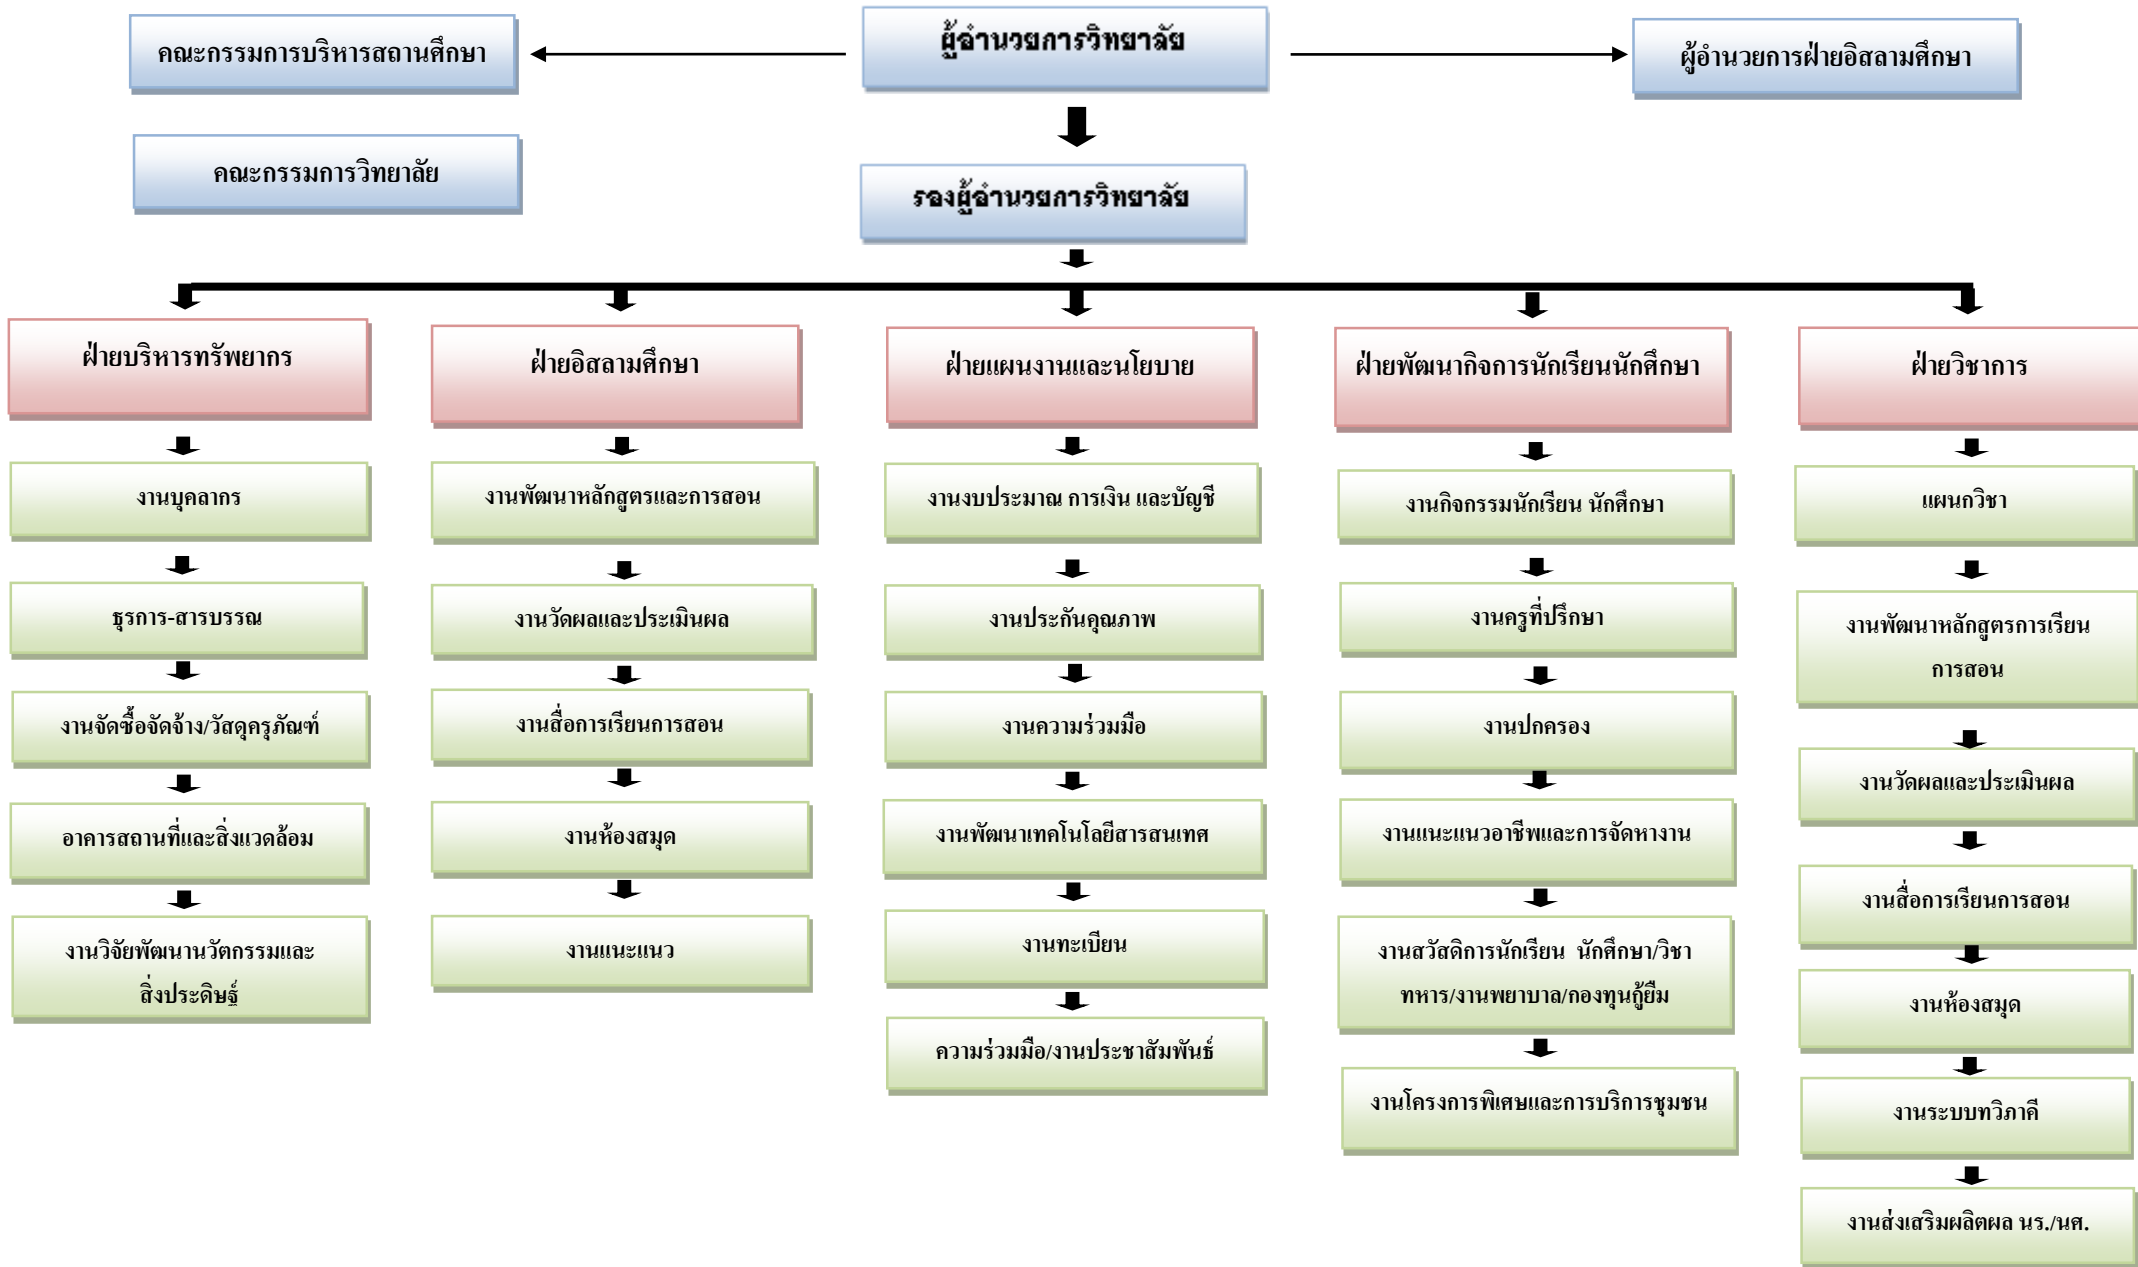 คณะกรรมการบริหารสถานศึกษา
ผู้อำนวยการวิทยาลัย
ผู้อำนวยการฝ่ายอิสลามศึกษา
คณะกรรมการวิทยาลัย
รองผู้อำนวยการวิทยาลัย
ฝ่ายบริหารทรัพยากร
งานบุคลากร
ธุรการ-สารบรรณ
งานจัดซื้อจัดจ้าง/วัสดุครุภัณฑ์
อาคารสถานที่และสิ่งแวดล้อม
งานวิจัยพัฒนานวัตกรรมและ
สิ่งประดิษฐ์
ฝ่ายอิสลามศึกษา
งานพัฒนาหลักสูตรและการสอน
งานวัดผลและประเมินผล
งานสื่อการเรียนการสอน
งานห้องสมุด
งานแนะแนว
ฝ่ายแผนงานและนโยบาย
งานงบประมาณ การเงิน และบัญชี
งานประกันคุณภาพ
งานความร่วมมือ
งานพัฒนาเทคโนโลยีสารสนเทศ
งานทะเบียน
ความร่วมมือ/งานประชาสัมพันธ์
ฝ่ายพัฒนากิจการนักเรียนนักศึกษา
งานกิจกรรมนักเรียน นักศึกษา
งานครูที่ปรึกษา
งานปกครอง
งานแนะแนวอาชีพและการจัดหางาน
งานสวัสดิการนักเรียน นักศึกษา/วิชา
ทหาร/งานพยาบาล/กองทุนกู้ยืม
งานโครงการพิเศษและการบริการชุมชน
ฝ่ายวิชาการ
แผนกวิชา
งานพัฒนาหลักสูตรการเรียน
การสอน
งานวัดผลและประเมินผล
งานสื่อการเรียนการสอน
งานห้องสมุด
งานระบบทวิภาคี
งานส่งเสริมผลิตผล นร./นศ.